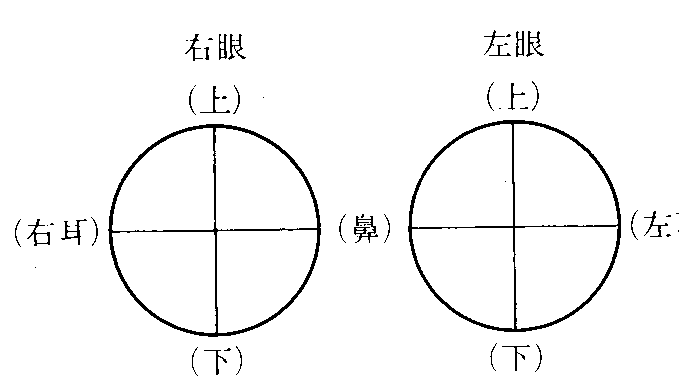 右眼 左眼
(上) (上)
(右耳) (鼻) (左
(下) (下)